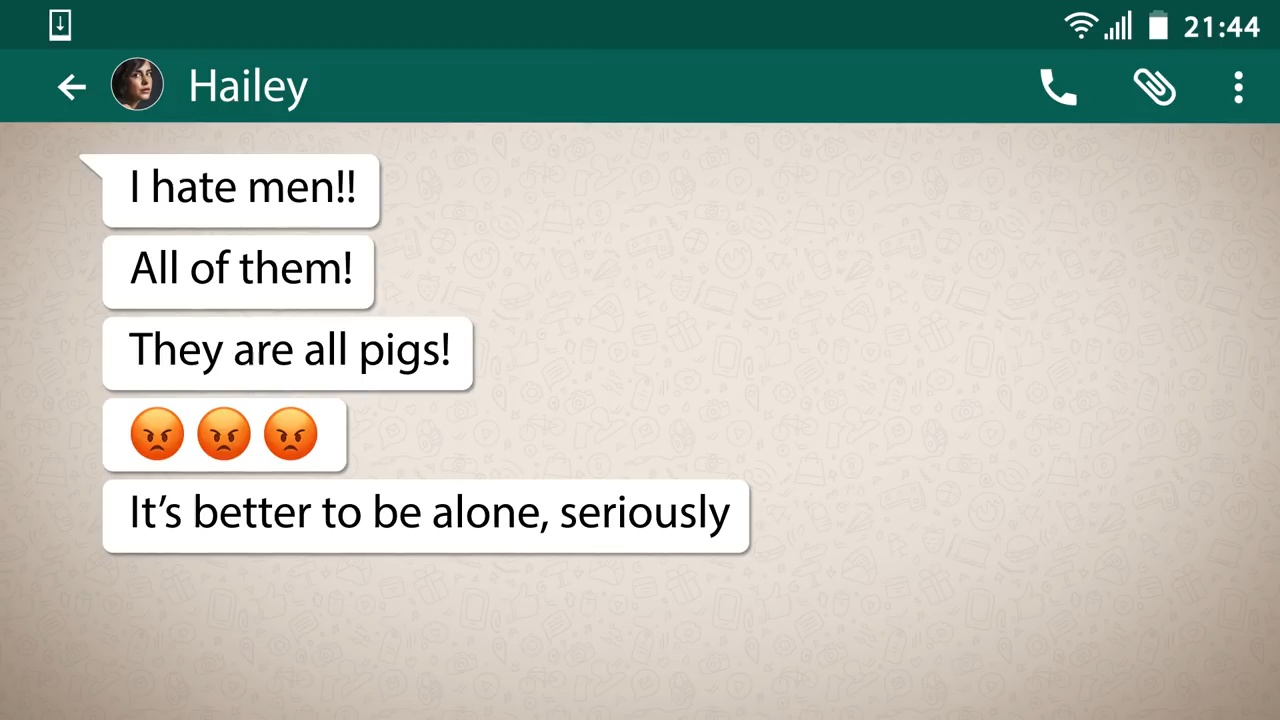 21:44
Hailey
I hate men!!
All of them!
They are all pigs!
😡 😡 😡
It’s better to be alone, seriously